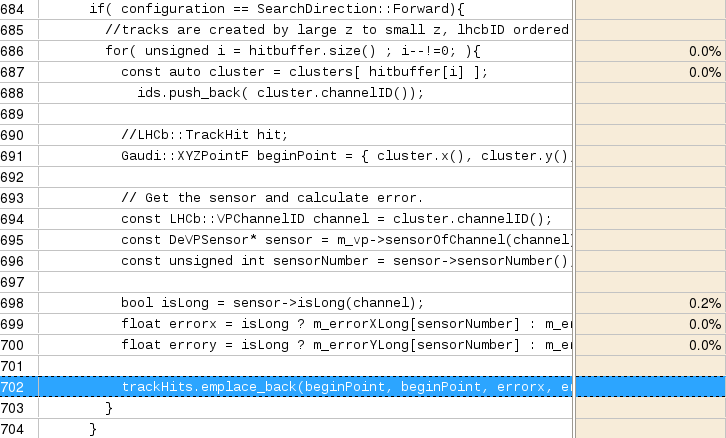 684 if( configuration == SearchDirection::Forward){
685 //tracks are created by large z to small z, lhcbID ordered
686 for( unsigned i = hitbuffer.size() ; i--!=0; ){ 0.0%
687 const auto cluster = clusters[ hitbuffer[i] ]; 0.0%
688 ids.push_back( cluster.channelID());
689
690 //LHCb::TrackHit hit;
691 Gaudi::XYZPointF beginPoint = { cluster.x(), cluster.y(),
692
693 // Get the sensor and calculate error.
694 const LHCb::VPChannelID channel = cluster.channelID();
695 const DeVPSensor* sensor = m_vp->sensorOfChannel(channel)
696 const unsigned int sensorNumber = sensor->sensorNumber();
697
698 bool isLong = sensor->isLong(channel); 0.2%
699 float errorx = isLong ? m_errorXLong[sensorNumber] : m_er 0.0%
700 float errory = isLong ? m_errorYLong[sensorNumber] : m_er 0.0%
701
702 trackHits.emplace_back(beginPoint, beginPoint, errorx, er
703 }
704 }